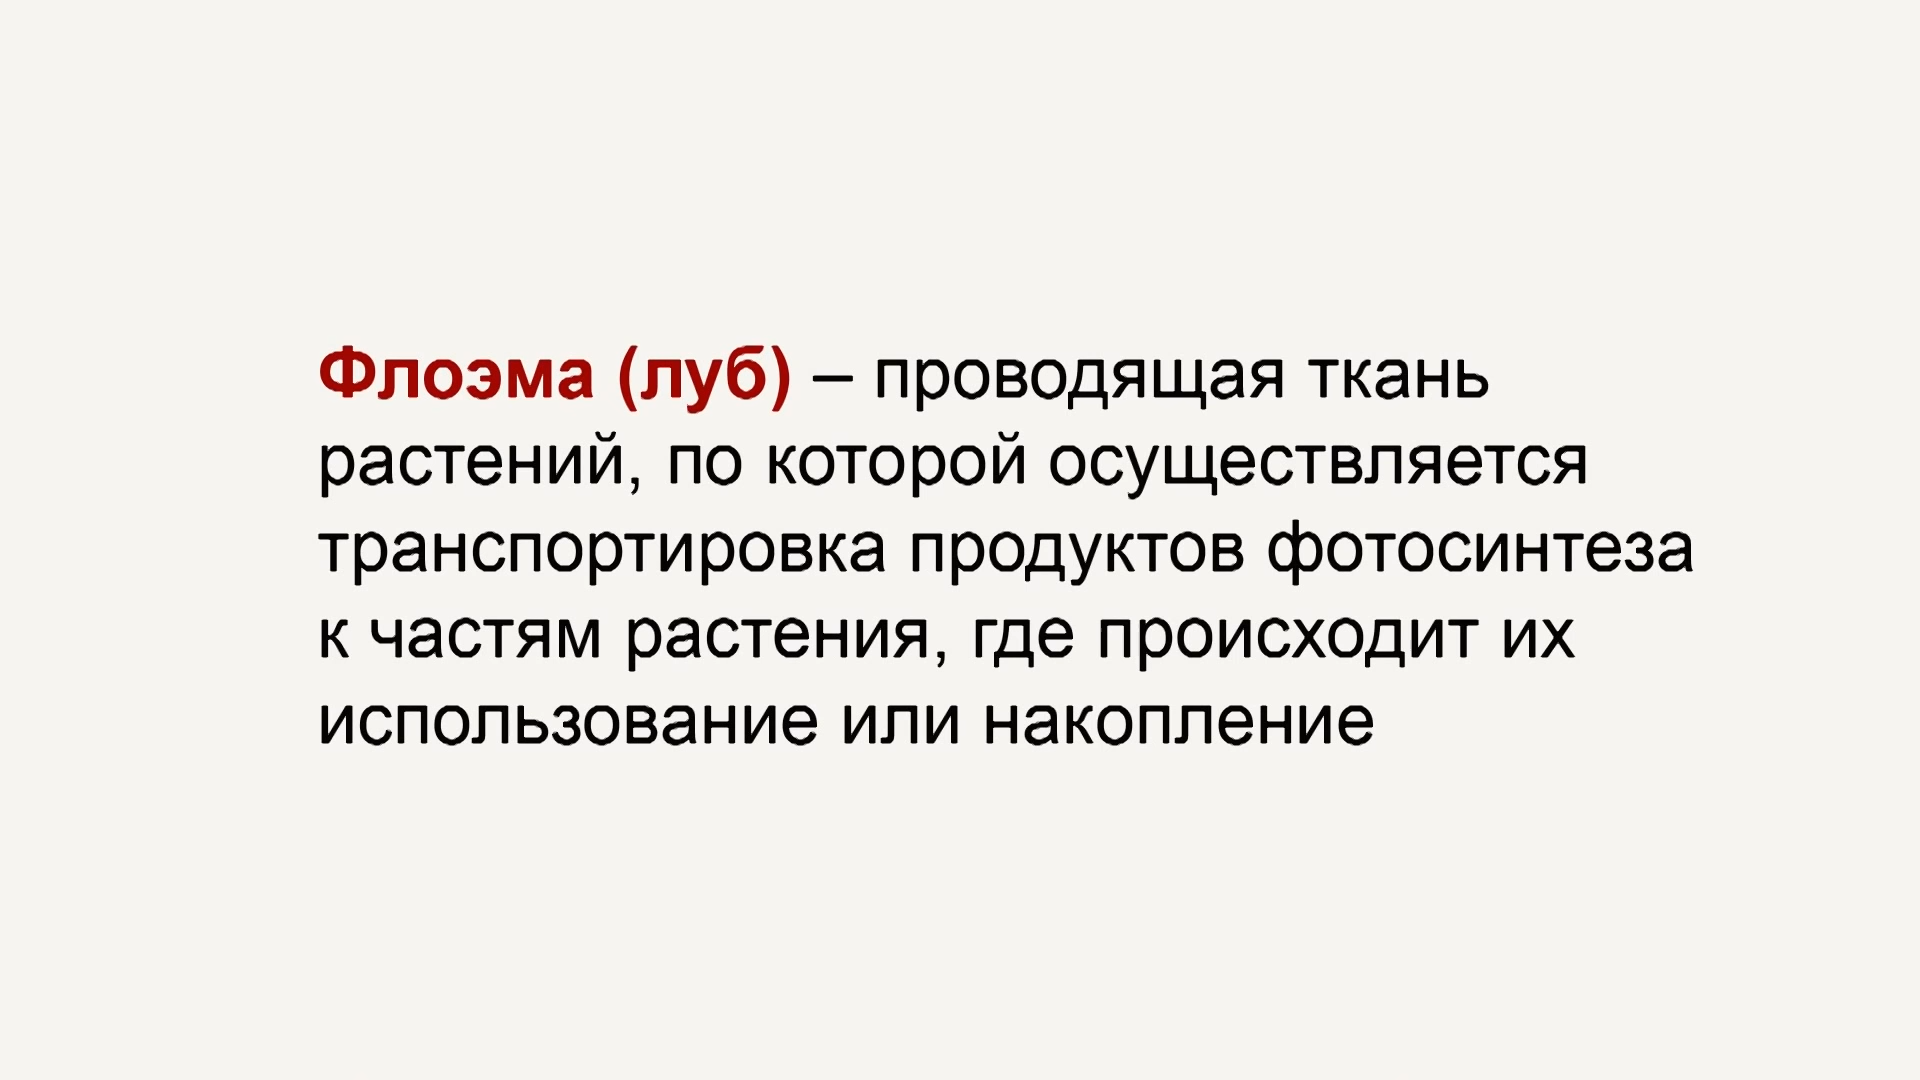 Флоэма (луб) – проводящая ткань
растений, по которой осуществляется
транспортировка продуктов фотосинтеза
к частям растения, где происходит их
использование или накопление